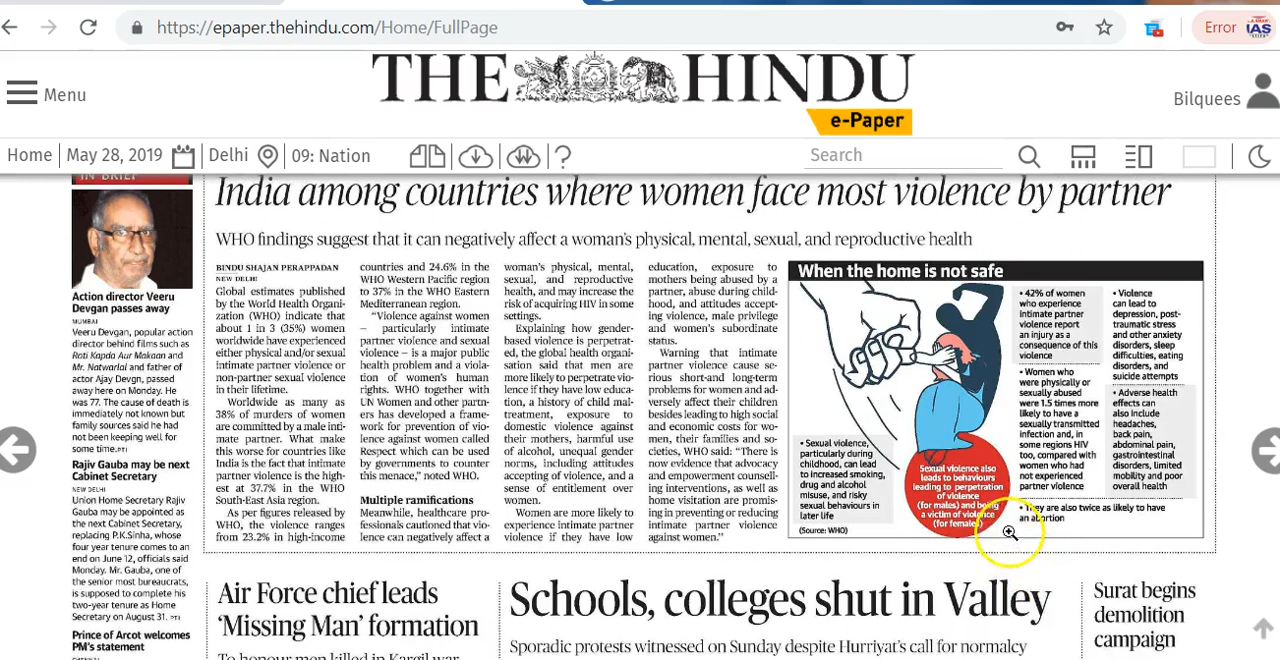 https://epaper.thehindu.com/Home/FullPage
Error
IAS
THE HINDU
e-Paper
Menu
Bilquees
Home
May 28, 2019
Delhi
09: Nation
Search
IN BRIEF
Action director Veeru
Devgan passes away
MUMBAI
Veeru Devgan, popular action
director behind films such as
Roti Kapda Aur Makaan and
Mr. Natwarlal and father of
actor Ajay Devgn, passed
away here on Monday. He
was 77. The cause of death is
immediately not known but
family sources said he had
not been keeping well for
some time. PTI
Rajiv Gauba may be next
Cabinet Secretary
NEW DELHI
Union Home Secretary Rajiv
Gauba may be appointed as
the next Cabinet Secretary,
replacing P.K.Sinha, whose
four year tenure comes to an
end on June 12, officials said
Monday. Mr. Gauba, one of
the senior most bureaucrats,
is supposed to complete his
two-year tenure as Home
Secretary on August 31. PTI
Prince of Arcot welcomes
PM's statement
India among countries where women face most violence by partner
WHO findings suggest that it can negatively affect a woman's physical, mental, sexual, and reproductive health
BINDU SHAJAN PERAPPADAN
NEW DELHI
Global estimates published
by the World Health Organi-
zation (WHO) indicate that
about 1 in 3 (35%) women
worldwide have experienced
either physical and/or sexual
intimate partner violence or
non-partner sexual violence
in their lifetime.
Worldwide as many as
38% of murders of women
are committed by a male inti-
mate partner. What make
this worse for countries like
India is the fact that intimate
partner violence is the high-
est at 37.7% in the WHO
South-East Asia region.
As per figures released by
WHO, the violence ranges
from 23.2% in high-income
countries and 24.6% in the
WHO Western Pacific region
to 37% in the WHO Eastern
Mediterranean region.
"Violence against women
– particularly intimate
partner violence and sexual
violence – is a major public
health problem and a viola-
tion of women's human
rights. WHO together with
UN Women and other partn-
ers has developed a frame-
work for prevention of vio-
lence against women called
Respect which can be used
by governments to counter
this menace," noted WHO.
Multiple ramifications
Meanwhile, healthcare pro-
fessionals cautioned that vio-
lence can negatively affect a
woman's physical, mental,
sexual, and reproductive
health, and may increase the
risk of acquiring HIV in some
settings.
Explaining how gender-
based violence is perpetrat-
ed, the global health organi-
sation said that men are
more likely to perpetrate vio-
lence if they have low educa-
tion, a history of child mal-
treatment, exposure to
domestic violence against
their mothers, harmful use
of alcohol, unequal gender
norms, including attitudes
accepting of violence, and a
sense of entitlement over
women.
Women are more likely to
experience intimate partner
violence if they have low
education, exposure to
mothers being abused by a
partner, abuse during child-
hood, and attitudes accept-
ing violence, male privilege
and women's subordinate
status.
Warning that intimate
partner violence cause se-
rious short-and long-term
problems for women and ad-
versely affect their children
besides leading to high social
and economic costs for wo-
men, their families and so-
cieties, WHO said: "There is
now evidence that advocacy
and empowerment counsell-
ing interventions, as well as
home visitation are promis-
ing in preventing or reducing
intimate partner violence
against women."
When the home is not safe
• Sexual violence,
particularly during
childhood, can lead
to increased smoking,
drug and alcohol
misuse, and risky
sexual behaviours in
later life
(Source: WHO)
Sexual violence also
leads to behaviours
leading to perpetration
of violence
(for males) and being
a victim of violence
(for females)
• 42% of women
who experience
intimate partner
violence report
an injury as a
consequence of this
violence
• Women who
were physically or
sexually abused
were 1.5 times more
likely to have a
sexually transmitted
infection and, in
some regions HIV
too, compared with
women who had
not experienced
partner violence
• They are also twice as likely to have
an abortion
• Violence
can lead to
depression, post-
traumatic stress
and other anxiety
disorders, sleep
difficulties, eating
disorders, and
suicide attempts
• Adverse health
effects can
also include
headaches,
back pain,
abdominal pain,
gastrointestinal
disorders, limited
mobility and poor
overall health
Air Force chief leads
'Missing Man' formation
To honour men killed in Kargil war
Schools, colleges shut in Valley
Sporadic protests witnessed on Sunday despite Hurriyat's call for normalcy
Surat begins
demolition
campaign